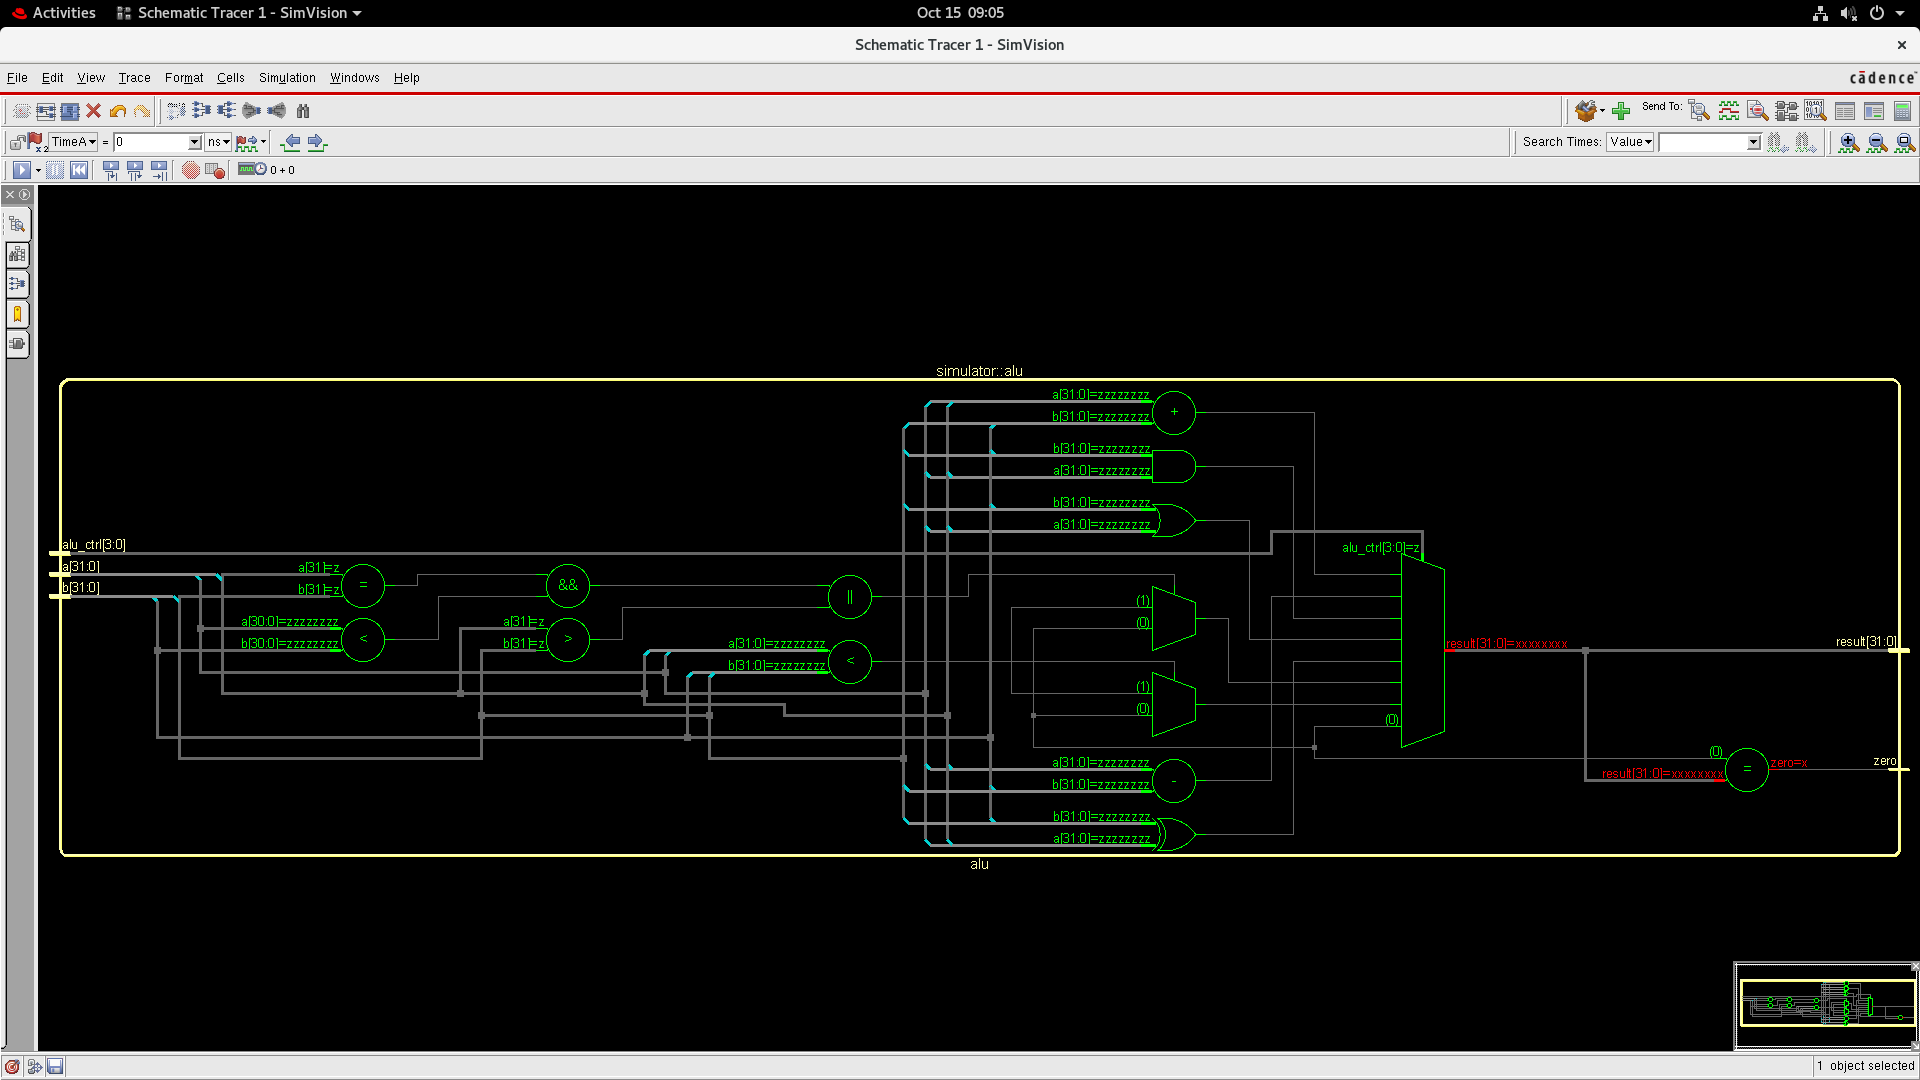 Activities Schematic Tracer 1 - SimVision Oct 15 09:05
Schematic Tracer 1 - SimVision
File Edit View Trace Format Cells Simulation Windows Help cādence
Send To:
TimeA = 0 ns Search Times: Value
0 + 0
simulator::alu
a[31:0]=zzzzzzzz
+
b[31:0]=zzzzzzzz
b[31:0]=zzzzzzzz
a[31:0]=zzzzzzzz
b[31:0]=zzzzzzzz
a[31:0]=zzzzzzzz
alu_ctrl[3:0]
alu_ctrl[3:0]=z
a[31:0]
a[31]=z
=
&&
b[31:0]
b[31]=z
||
(1)
a[30:0]=zzzzzzzz
a[31]=z
(0)
<
>
b[30:0]=zzzzzzzz
b[31]=z
a[31:0]=zzzzzzzz
result[31:0]=xxxxxxxx
result[31:0]
<
b[31:0]=zzzzzzzz
(1)
(0)
(0)
a[31:0]=zzzzzzzz
-
b[31:0]=zzzzzzzz
(0)
=
zero=x
zero
result[31:0]=xxxxxxxx
b[31:0]=zzzzzzzz
a[31:0]=zzzzzzzz
alu
1 object selected